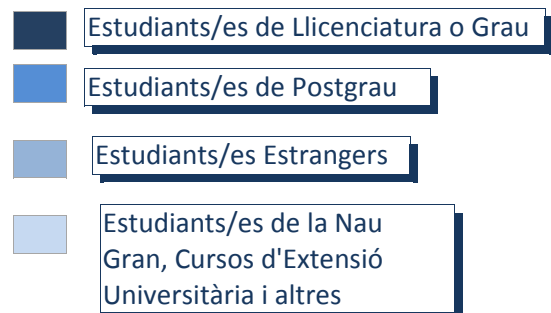 Estudiants/es de Llicenciatura o Grau
Estudiants/es de Postgrau
Estudiants/es Estrangers
Estudiants/es de la Nau
Gran, Cursos d'Extensió
Universitària i altres